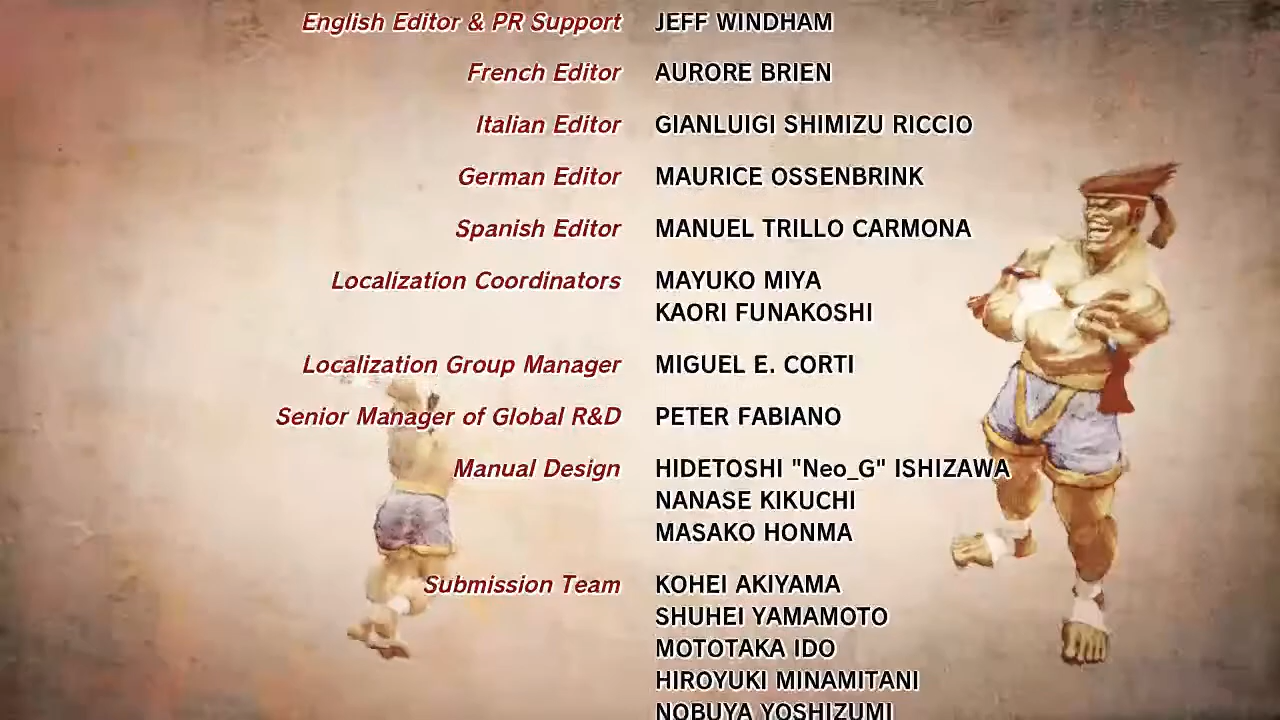 English Editor & PR Support JEFF WINDHAM
French Editor AURORE BRIEN
Italian Editor GIANLUIGI SHIMIZU RICCIO
German Editor MAURICE OSSENBRINK
Spanish Editor MANUEL TRILLO CARMONA
Localization Coordinators MAYUKO MIYA
KAORI FUNAKOSHI
Localization Group Manager MIGUEL E. CORTI
Senior Manager of Global R&D PETER FABIANO
Manual Design HIDETOSHI "Neo_G" ISHIZAWA
NANASE KIKUCHI
MASAKO HONMA
Submission Team KOHEI AKIYAMA
SHUHEI YAMAMOTO
MOTOTAKA IDO
HIROYUKI MINAMITANI
NOBUYA YOSHIZUMI